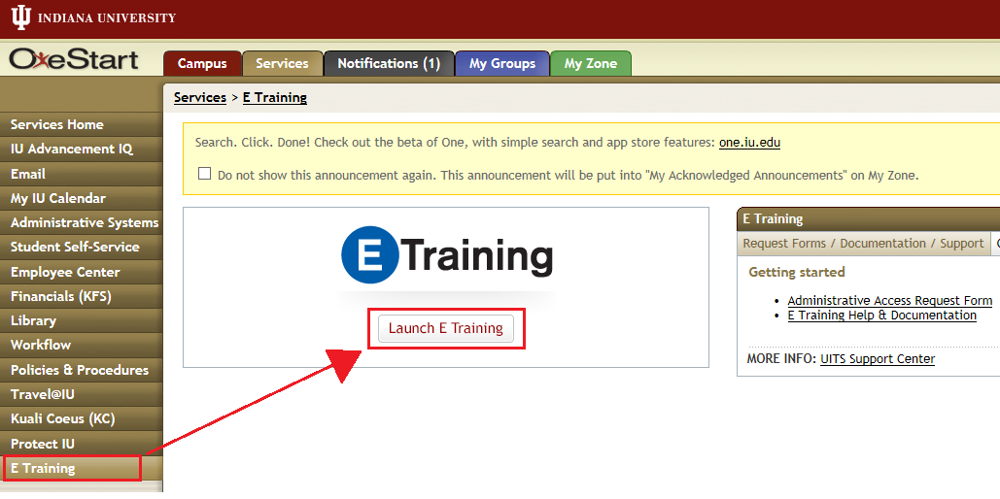 INDIANA UNIVERSITY
OneStart
Campus
Services
Notifications (1)
My Groups
My Zone
Services > E Training
Services Home
IU Advancement IQ
Email
My IU Calendar
Administrative Systems
Student Self-Service
Employee Center
Financials (KFS)
Library
Workflow
Policies & Procedures
Travel@IU
Kuali Coeus (KC)
Protect IU
E Training
Search. Click. Done! Check out the beta of One, with simple search and app store features: one.iu.edu
Do not show this announcement again. This announcement will be put into "My Acknowledged Announcements" on My Zone.
E Training
Launch E Training
E Training
Request Forms / Documentation / Support
Getting started
• Administrative Access Request Form
• E Training Help & Documentation
MORE INFO: UITS Support Center